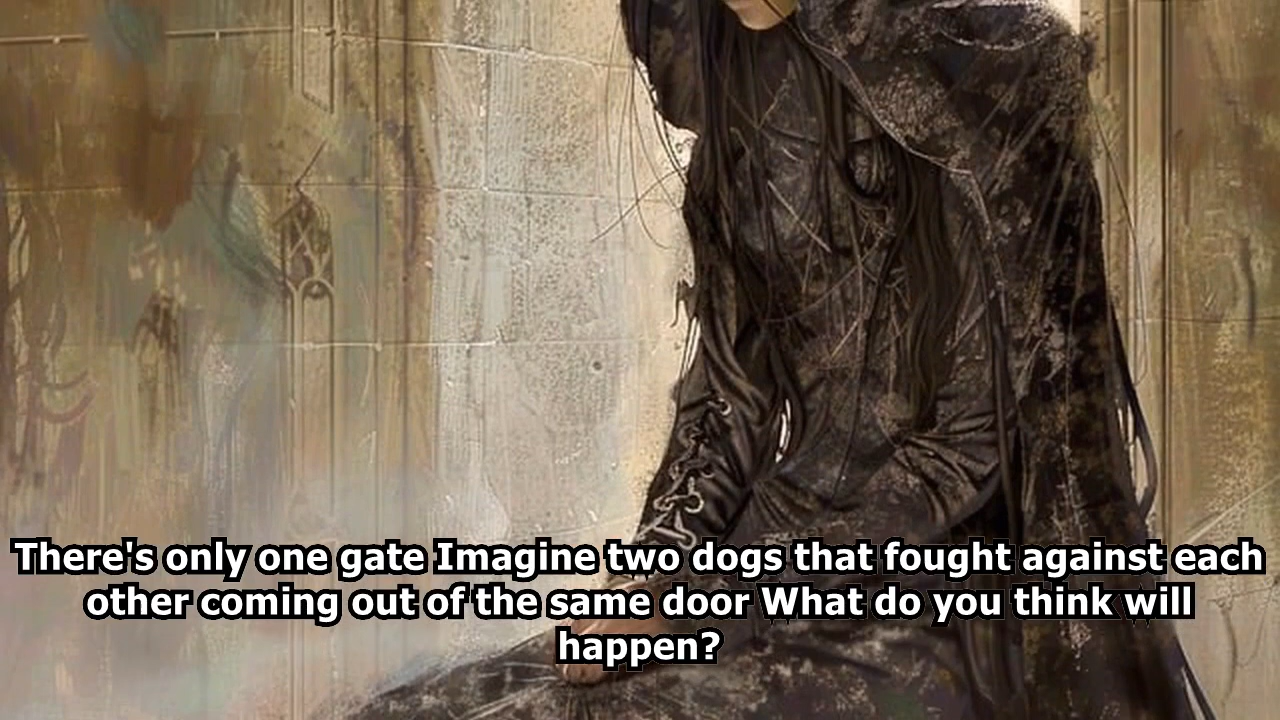 There's only one gate Imagine two dogs that fought against each
other coming out of the same door What do you think will
happen?